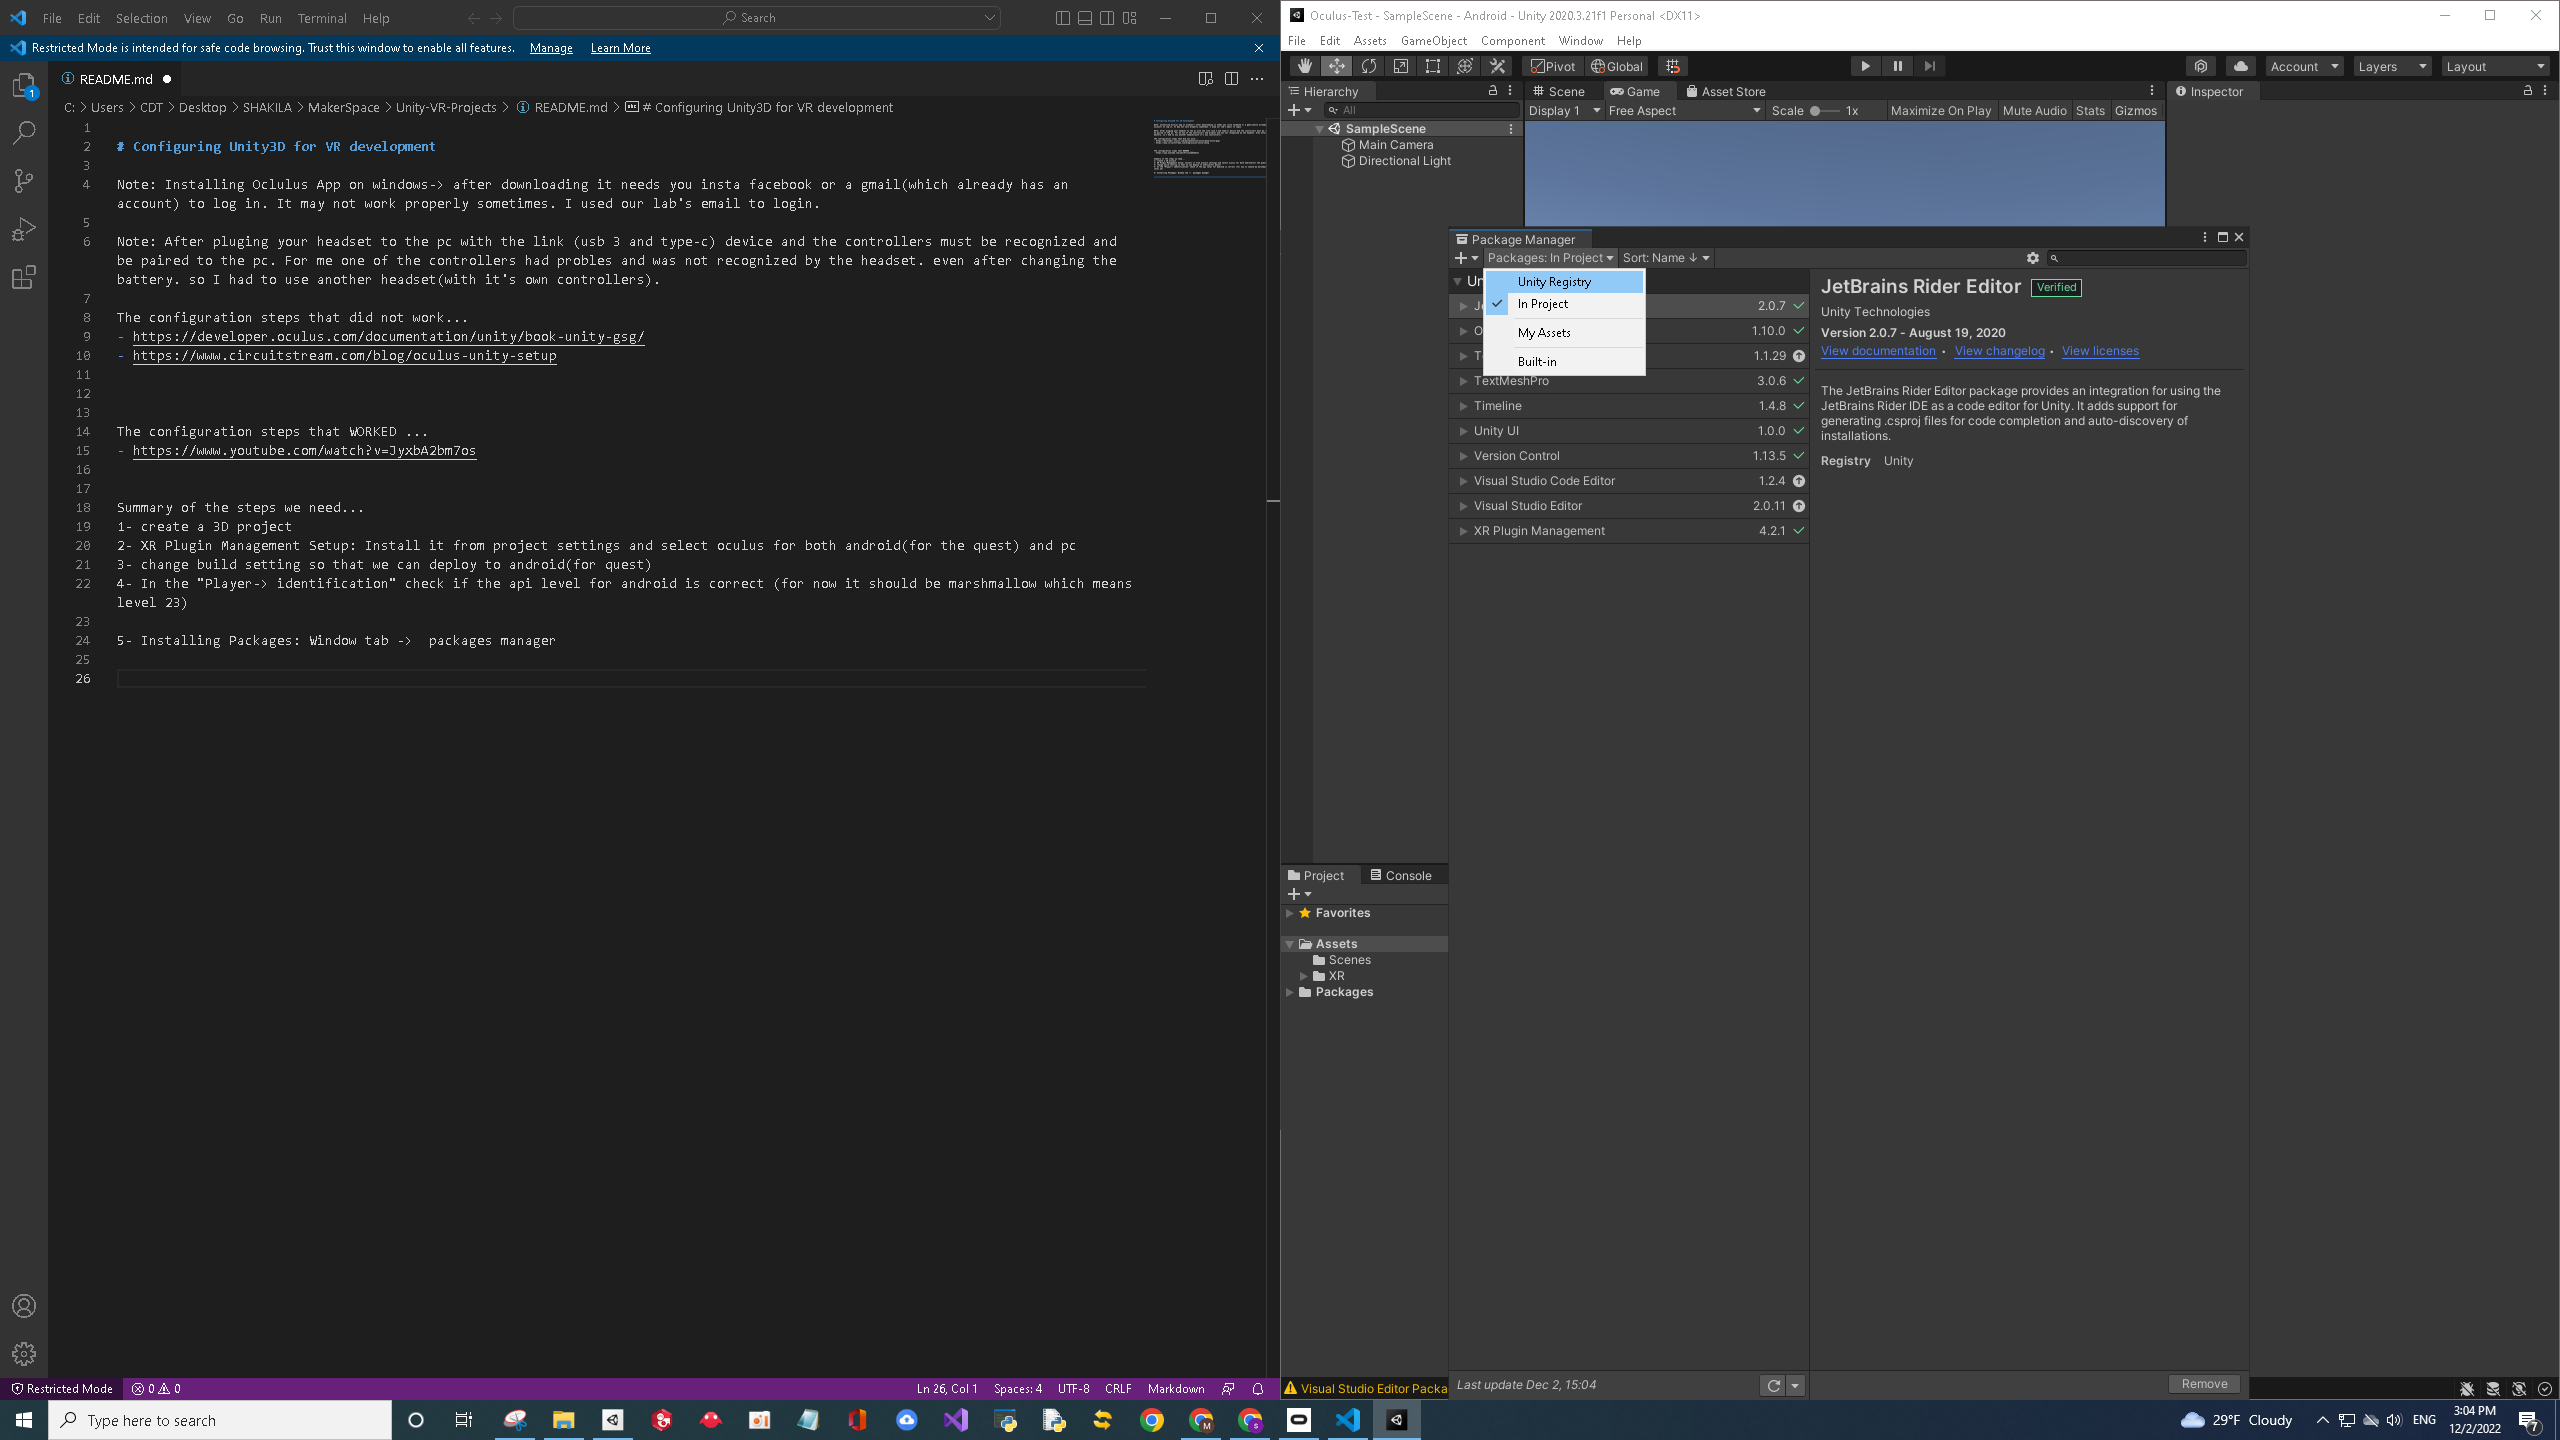 File Edit Selection View Go Run Terminal Help
Search
Restricted Mode is intended for safe code browsing. Trust this window to enable all features. Manage Learn More
1
README.md
C: > Users > CDT > Desktop > SHAKILA > MakerSpace > Unity-VR-Projects > README.md > # Configuring Unity3D for VR development
1
2 # Configuring Unity3D for VR development
3
4 Note: Installing Oclulus App on windows-> after downloading it needs you insta facebook or a gmail(which already has an
account) to log in. It may not work properly sometimes. I used our lab's email to login.
5
6 Note: After pluging your headset to the pc with the link (usb 3 and type-c) device and the controllers must be recognized and
be paired to the pc. For me one of the controllers had probles and was not recognized by the headset. even after changing the
battery. so I had to use another headset(with it's own controllers).
7
8 The configuration steps that did not work...
9 - https://developer.oculus.com/documentation/unity/book-unity-gsg/
10 - https://www.circuitstream.com/blog/oculus-unity-setup
11
12
13
14 The configuration steps that WORKED ...
15 - https://www.youtube.com/watch?v=JyxbA2bm7os
16
17
18 Summary of the steps we need...
19 1- create a 3D project
20 2- XR Plugin Management Setup: Install it from project settings and select oculus for both android(for the quest) and pc
21 3- change build setting so that we can deploy to android(for quest)
22 4- In the "Player-> identification" check if the api level for android is correct (for now it should be marshmallow which means
level 23)
23
24 5- Installing Packages: Window tab -> packages manager
25
26
Restricted Mode 0 0 Ln 26, Col 1 Spaces: 4 UTF-8 CRLF Markdown
Oculus-Test - SampleScene - Android - Unity 2020.3.21f1 Personal <DX11>
File Edit Assets GameObject Component Window Help
Pivot Global Account Layers Layout
Hierarchy Scene Game Asset Store Inspector
All Display 1 Free Aspect Scale 1x Maximize On Play Mute Audio Stats Gizmos
SampleScene
Main Camera
Directional Light
Package Manager
Packages: In Project Sort: Name ↓
Un
Unity Registry
In Project
My Assets
Built-in
2.0.7
O 1.10.0
1.1.29
TextMeshPro 3.0.6
Timeline 1.4.8
Unity UI 1.0.0
Version Control 1.13.5
Visual Studio Code Editor 1.2.4
Visual Studio Editor 2.0.11
XR Plugin Management 4.2.1
JetBrains Rider Editor Verified
Unity Technologies
Version 2.0.7 - August 19, 2020
View documentation • View changelog • View licenses
The JetBrains Rider Editor package provides an integration for using the
JetBrains Rider IDE as a code editor for Unity. It adds support for
generating .csproj files for code completion and auto-discovery of
installations.
Registry Unity
Last update Dec 2, 15:04
Remove
Project Console
Favorites
Assets
Scenes
XR
Packages
Visual Studio Editor Packa
Type here to search
29°F Cloudy
ENG
3:04 PM
12/2/2022
7